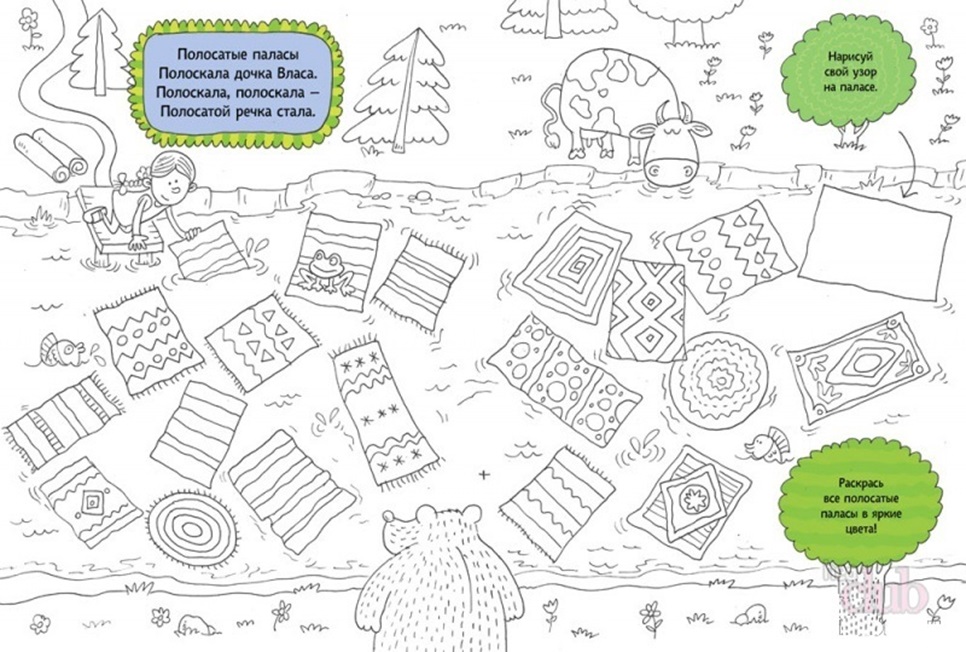 Полосатые паласы
Полоскала дочка Власа.
Полоскала, полоскала –
Полосатой речка стала.
Нарисуй
свой узор
на паласе.
Раскрась
все полосатые
паласы в яркие
цвета!
club